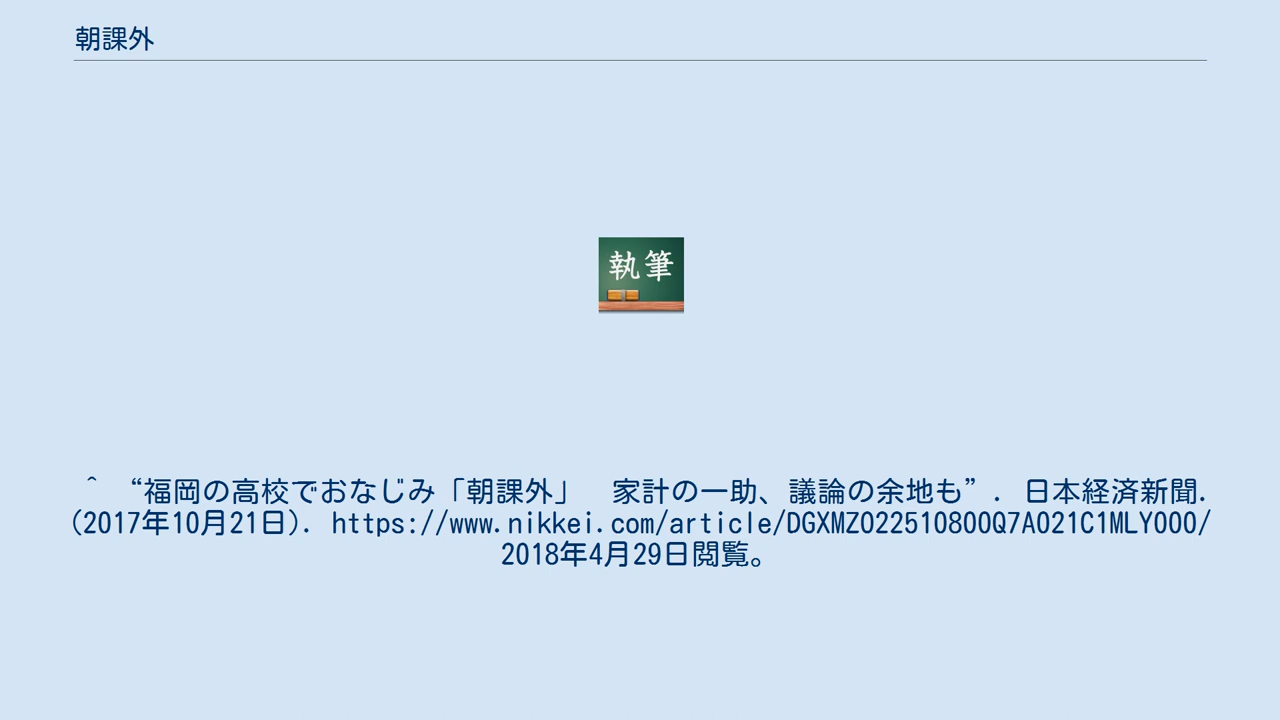 朝課外
執筆
^ “福岡の高校でおなじみ「朝課外」 家計の一助、議論の余地も”. 日本経済新聞.
(2017年10月21日). https://www.nikkei.com/article/DGXMZO22510800Q7A021C1MLY000/
2018年4月29日閲覧。